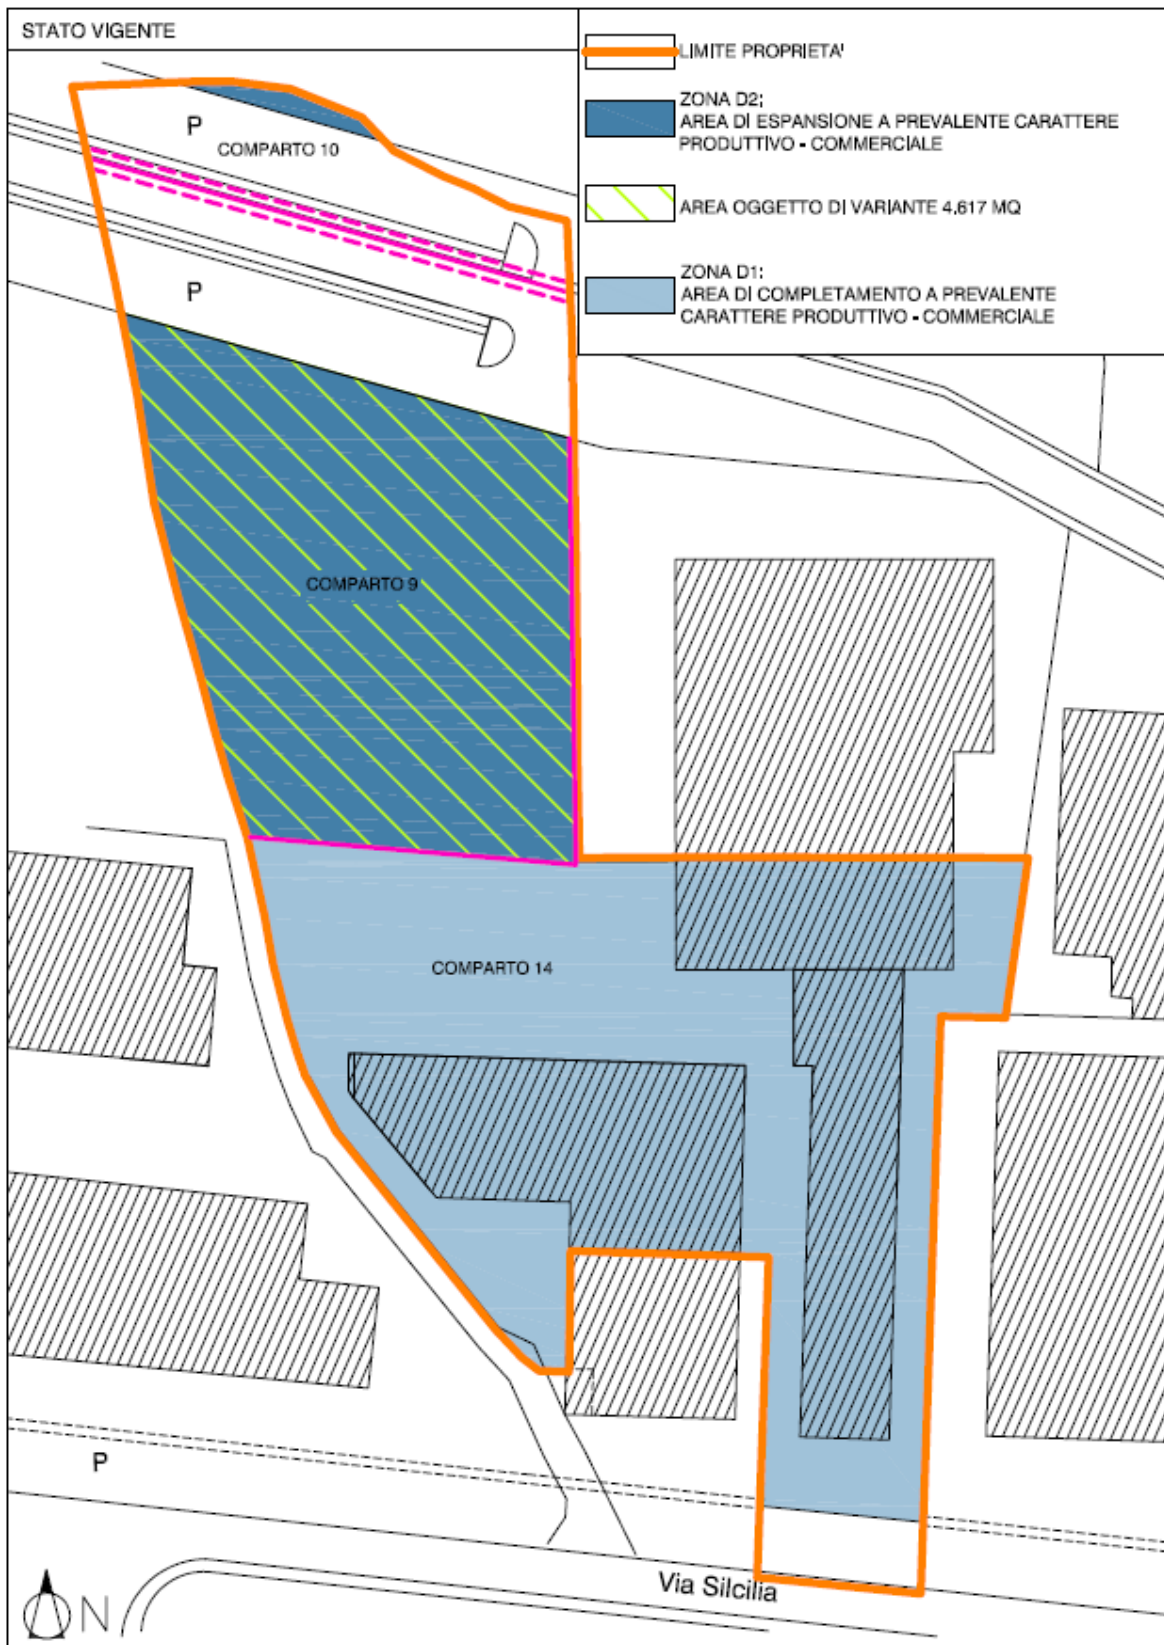 STATO VIGENTE
LIMITE PROPRIETA'
ZONA D2:
AREA DI ESPANSIONE A PREVALENTE CARATTERE
PRODUTTIVO - COMMERCIALE
AREA OGGETTO DI VARIANTE 4.617 MQ
ZONA D1:
AREA DI COMPLETAMENTO A PREVALENTE
CARATTERE PRODUTTIVO - COMMERCIALE
P
COMPARTO 10
P
COMPARTO 9
COMPARTO 14
P
Via Silcilia
N